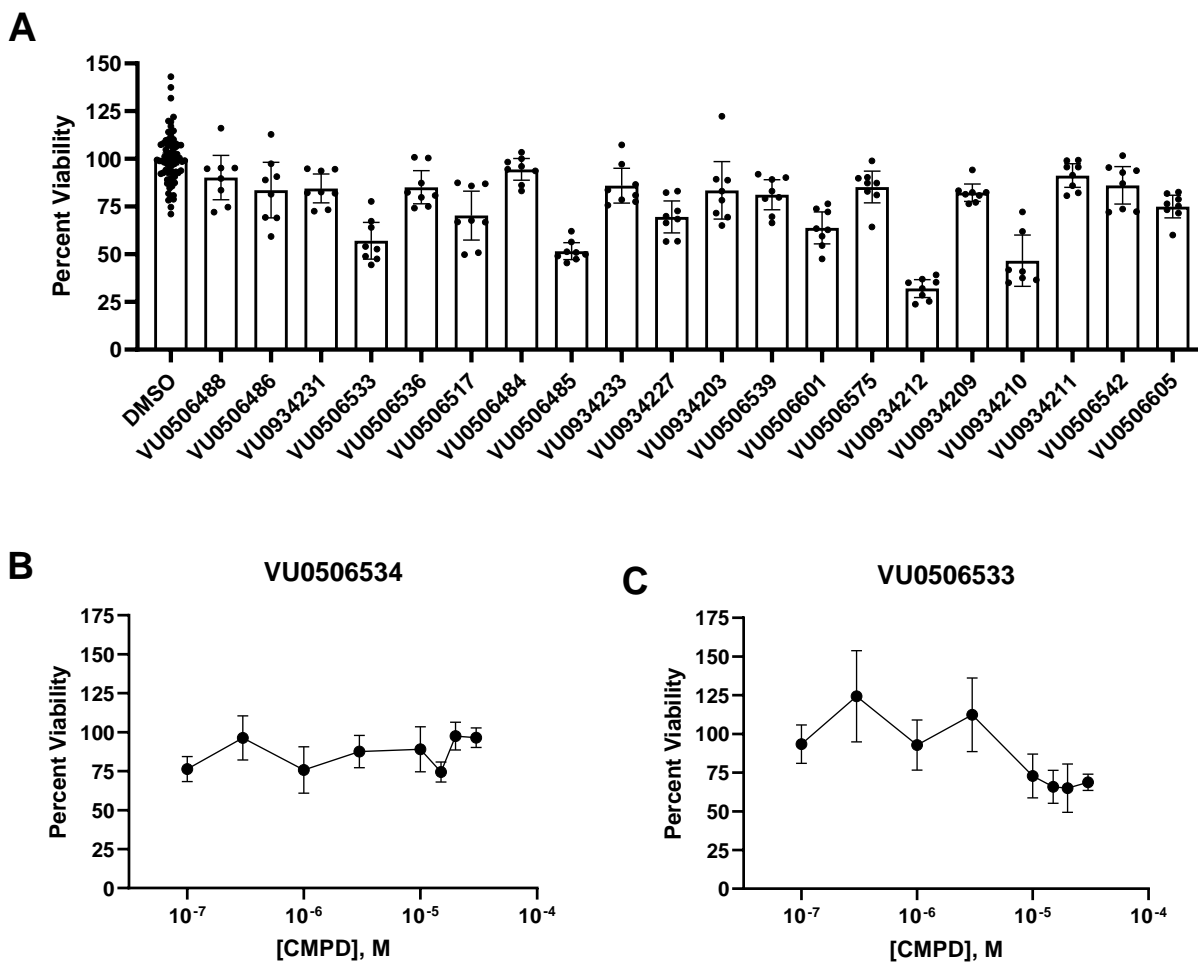 A
Percent Viability
150
125
100
75
50
25
0
DMSO
VU0506488
VU0506486
VU0934231
VU0506533
VU0506536
VU0506517
VU0506484
VU0506485
VU0934233
VU0934227
VU0934203
VU0506539
VU0506601
VU0506575
VU0934212
VU0934209
VU0934210
VU0934211
VU0506542
VU0506605
B
VU0506534
Percent Viability
175
150
125
100
75
50
25
0
10-7
10-6
10-5
10-4
[CMPD], M
C
VU0506533
Percent Viability
175
150
125
100
75
50
25
0
10-7
10-6
10-5
10-4
[CMPD], M